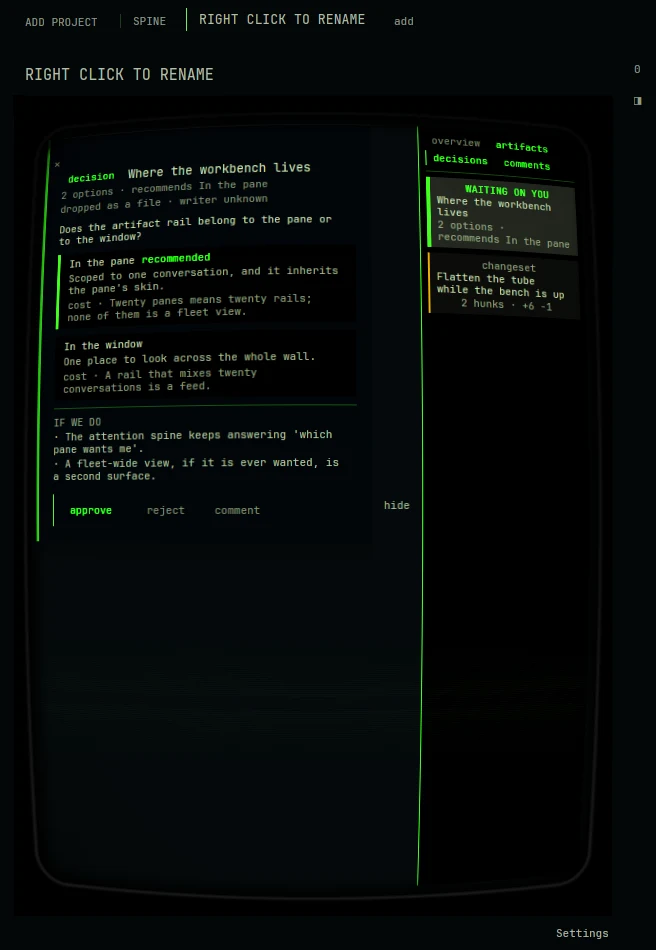 ADD PROJECT
SPINE
RIGHT CLICK TO RENAME
add
RIGHT CLICK TO RENAME
0
×
decision Where the workbench lives
2 options · recommends In the pane
dropped as a file · writer unknown
Does the artifact rail belong to the pane or
to the window?
In the pane recommended
Scoped to one conversation, and it inherits
the pane's skin.
cost · Twenty panes means twenty rails;
none of them is a fleet view.
In the window
One place to look across the whole wall.
cost · A rail that mixes twenty
conversations is a feed.
IF WE DO
· The attention spine keeps answering 'which
pane wants me'.
· A fleet-wide view, if it is ever wanted, is
a second surface.
approve reject comment
hide
overview artifacts
decisions comments
WAITING ON YOU
Where the workbench
lives
2 options ·
recommends In the pane
changeset
Flatten the tube
while the bench is up
2 hunks · +6 -1
Settings